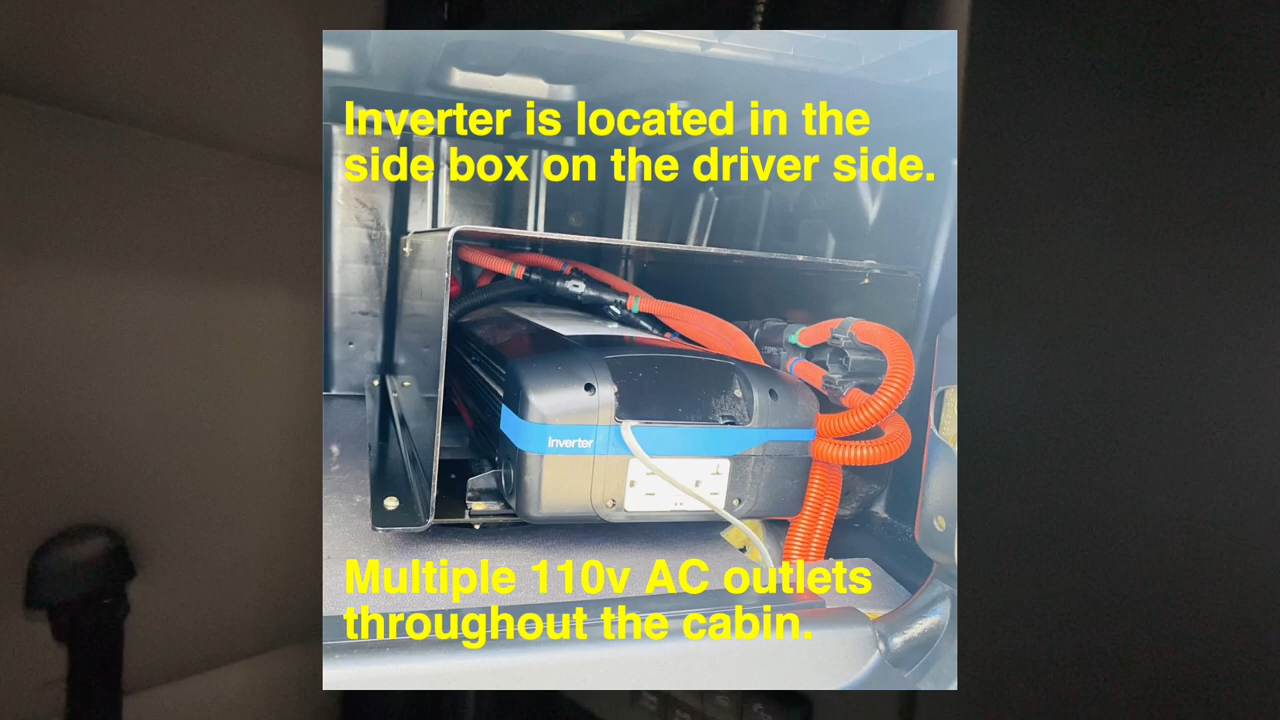 Inverter is located in the
side box on the driver side.
Inverter
Multiple 110v AC outlets
throughout the cabin.